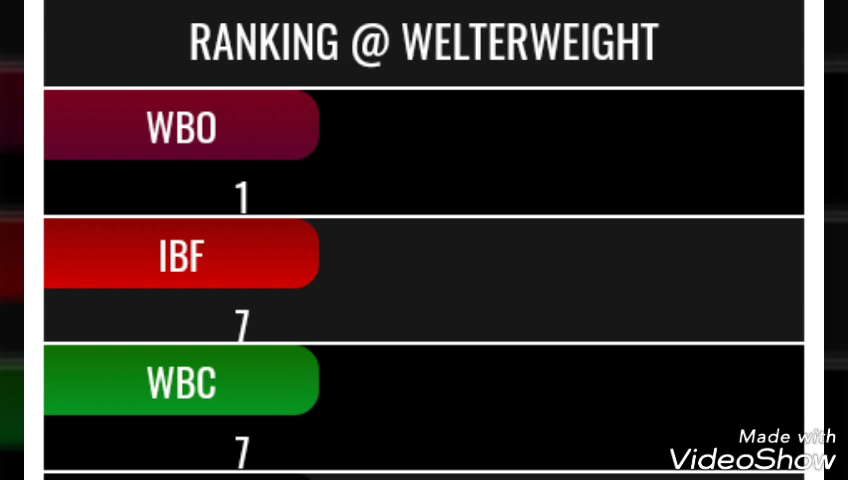 RANKING @ WELTERWEIGHT
WBO
1
IBF
7
WBC
7
Made with
VideoShow